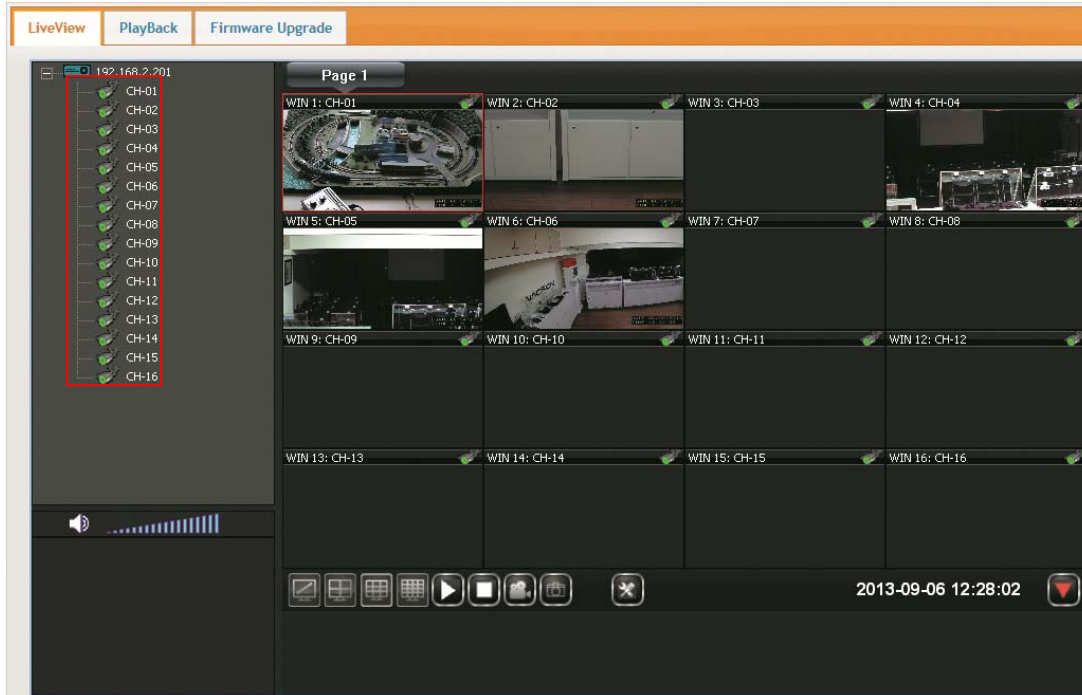 LiveView PlayBack Firmware Upgrade
192.168.2.201
CH-01
CH-02
CH-03
CH-04
CH-05
CH-06
CH-07
CH-08
CH-09
CH-10
CH-11
CH-12
CH-13
CH-14
CH-15
CH-16
Page 1
WIN 1: CH-01 WIN 2: CH-02 WIN 3: CH-03 WIN 4: CH-04
WIN 5: CH-05 WIN 6: CH-06 WIN 7: CH-07 WIN 8: CH-08
WIN 9: CH-09 WIN 10: CH-10 WIN 11: CH-11 WIN 12: CH-12
WIN 13: CH-13 WIN 14: CH-14 WIN 15: CH-15 WIN 16: CH-16
2013-09-06 12:28:02